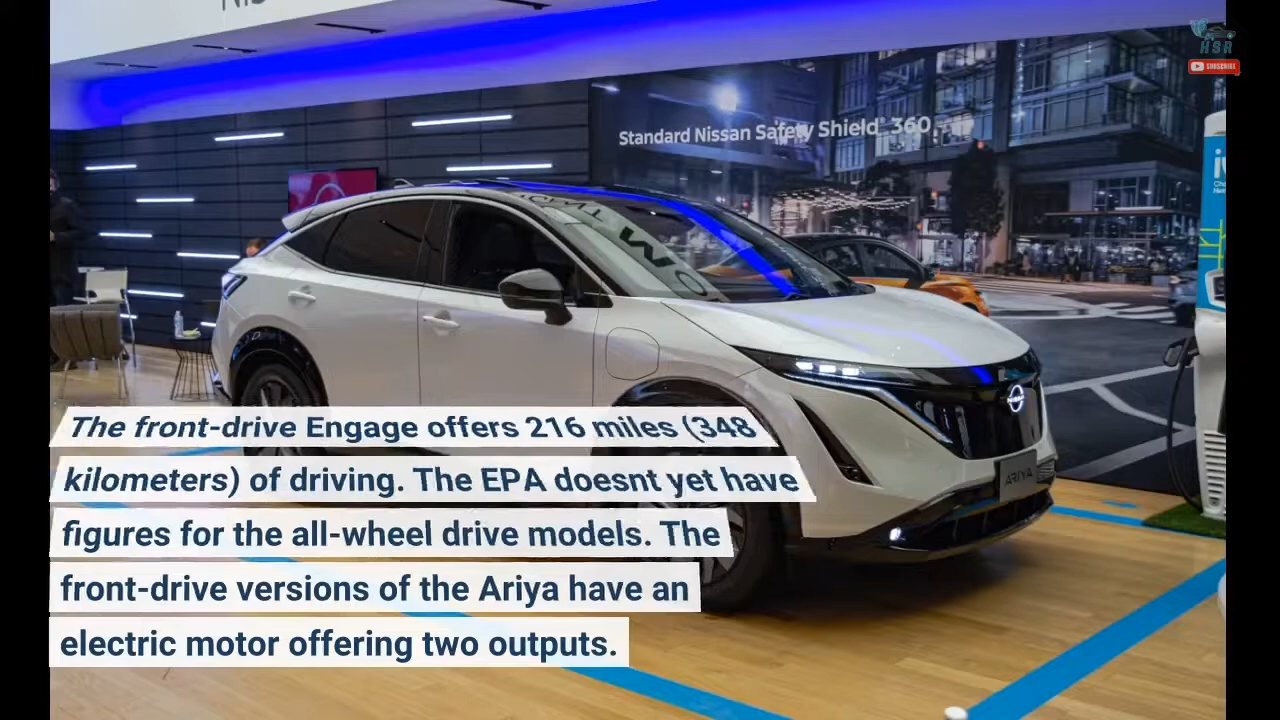 HSR
SUBSCRIBE
Standard Nissan Safety Shield 360.
NISSAN
ARIYA
The front-drive Engage offers 216 miles (348
kilometers) of driving. The EPA doesnt yet have
figures for the all-wheel drive models. The
front-drive versions of the Ariya have an
electric motor offering two outputs.